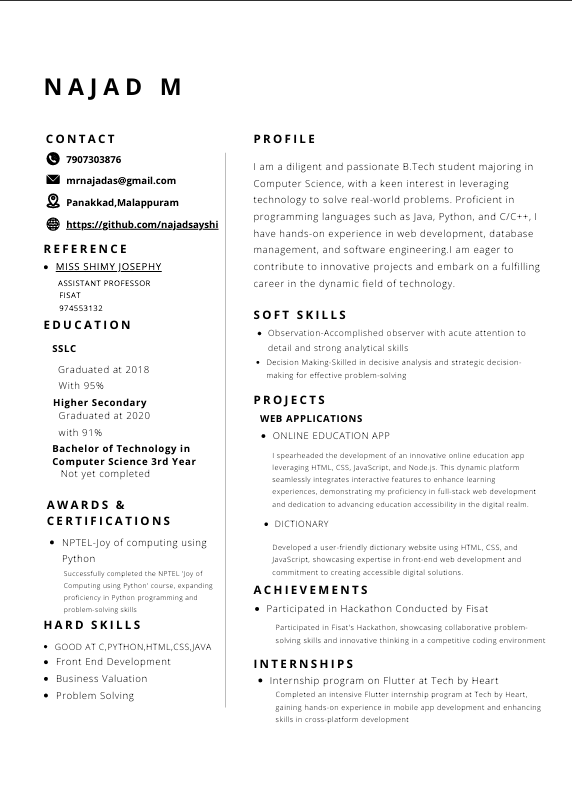 NAJAD M
CONTACT
7907303876
mrnajadas@gmail.com
Panakkad,Malappuram
https://github.com/najadsayshi
REFERENCE
MISS SHIMY JOSEPHY
ASSISTANT PROFESSOR
FISAT
974553132
EDUCATION
SSLC
Graduated at 2018
With 95%
Higher Secondary
Graduated at 2020
with 91%
Bachelor of Technology in
Computer Science 3rd Year
Not yet completed
AWARDS &
CERTIFICATIONS
NPTEL-Joy of computing using
Python
Successfully completed the NPTEL 'Joy of
Computing using Python' course, expanding
proficiency in Python programming and
problem-solving skills
HARD SKILLS
GOOD AT C,PYTHON,HTML,CSS,JAVA
Front End Development
Business Valuation
Problem Solving
PROFILE
I am a diligent and passionate B.Tech student majoring in
Computer Science, with a keen interest in leveraging
technology to solve real-world problems. Proficient in
programming languages such as Java, Python, and C/C++, I
have hands-on experience in web development, database
management, and software engineering.I am eager to
contribute to innovative projects and embark on a fulfilling
career in the dynamic field of technology.
SOFT SKILLS
Observation-Accomplished observer with acute attention to
detail and strong analytical skills
Decision Making-Skilled in decisive analysis and strategic decision-
making for effective problem-solving
PROJECTS
WEB APPLICATIONS
ONLINE EDUCATION APP
I spearheaded the development of an innovative online education app
leveraging HTML, CSS, JavaScript, and Node.js. This dynamic platform
seamlessly integrates interactive features to enhance learning
experiences, demonstrating my proficiency in full-stack web development
and dedication to advancing education accessibility in the digital realm.
DICTIONARY
Developed a user-friendly dictionary website using HTML, CSS, and
JavaScript, showcasing expertise in front-end web development and
commitment to creating accessible digital solutions.
ACHIEVEMENTS
Participated in Hackathon Conducted by Fisat
Participated in Fisat's Hackathon, showcasing collaborative problem-
solving skills and innovative thinking in a competitive coding environment
INTERNSHIPS
Internship program on Flutter at Tech by Heart
Completed an intensive Flutter internship program at Tech by Heart,
gaining hands-on experience in mobile app development and enhancing
skills in cross-platform development